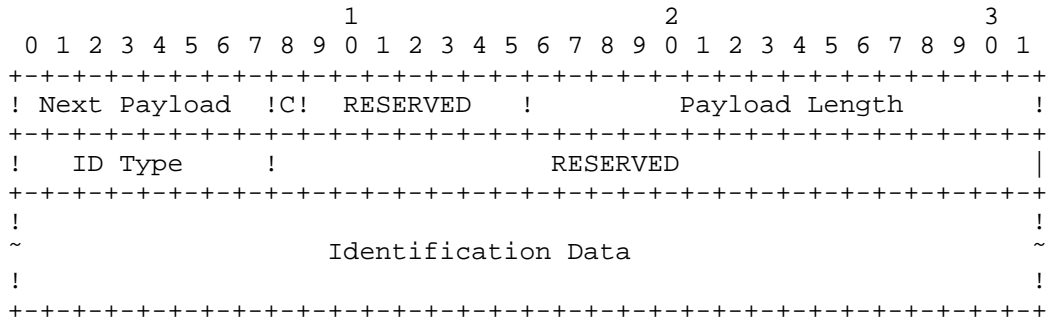 1                   2                   3
 0 1 2 3 4 5 6 7 8 9 0 1 2 3 4 5 6 7 8 9 0 1 2 3 4 5 6 7 8 9 0 1
+-+-+-+-+-+-+-+-+-+-+-+-+-+-+-+-+-+-+-+-+-+-+-+-+-+-+-+-+-+-+-+-+
! Next Payload  !C!  RESERVED   !         Payload Length        !
+-+-+-+-+-+-+-+-+-+-+-+-+-+-+-+-+-+-+-+-+-+-+-+-+-+-+-+-+-+-+-+-+
!   ID Type     !                 RESERVED                      |
+-+-+-+-+-+-+-+-+-+-+-+-+-+-+-+-+-+-+-+-+-+-+-+-+-+-+-+-+-+-+-+-+
!                                                               !
~                   Identification Data                         ~
!                                                               !
+-+-+-+-+-+-+-+-+-+-+-+-+-+-+-+-+-+-+-+-+-+-+-+-+-+-+-+-+-+-+-+-+